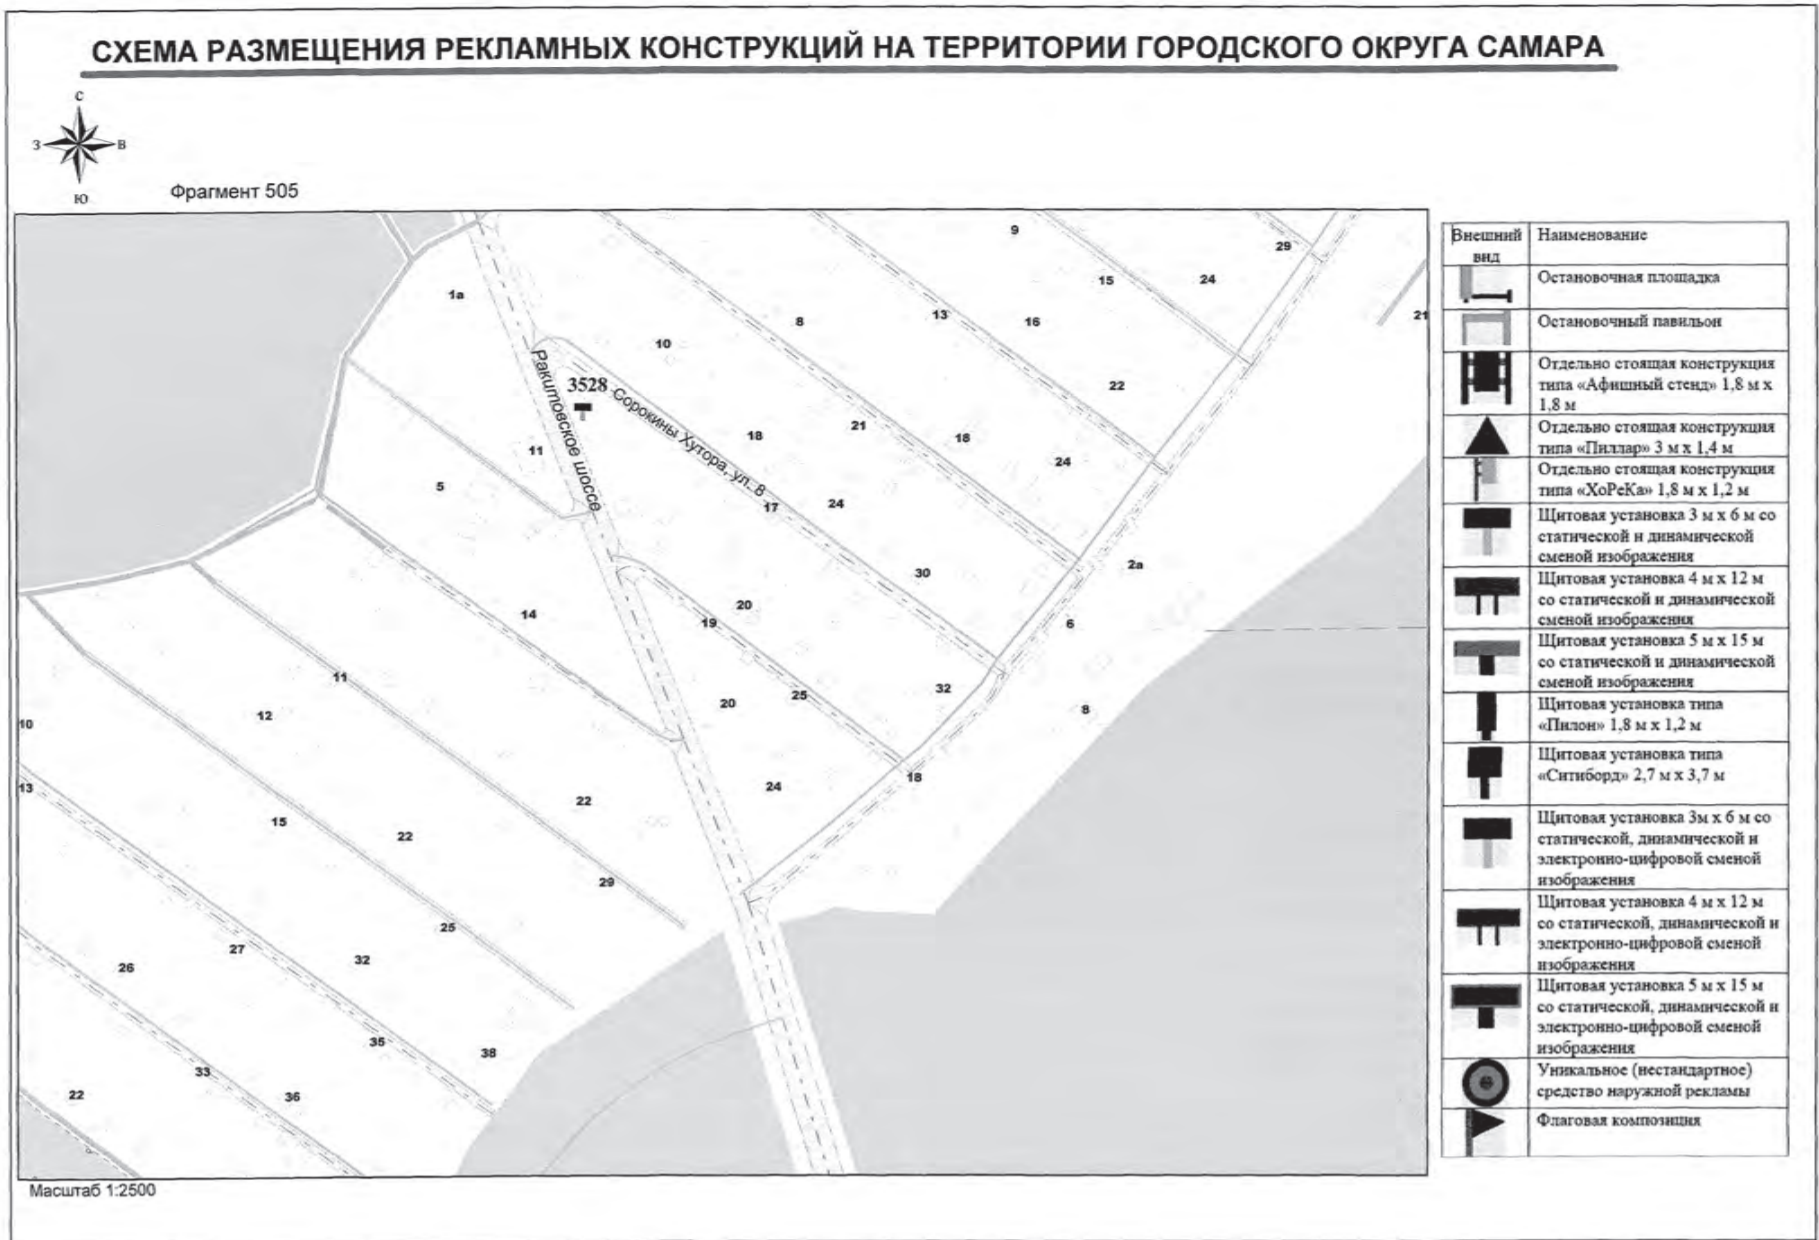 СХЕМА РАЗМЕЩЕНИЯ РЕКЛАМНЫХ КОНСТРУКЦИЙ НА ТЕРРИТОРИИ ГОРОДСКОГО ОКРУГА САМАРА
С
З
В
Ю
Фрагмент 505
9
29
1а
15
24
8
13
16
21
10
22
3528
Ракитовское шоссе
Сорокины Хутора, ул. 8
11
18
21
18
24
5
17
24
30
2а
14
20
19
6
11
20
25
32
8
10
12
18
13
22
24
15
22
29
25
27
32
26
35
38
33
36
22
Масштаб 1:2500
Внешний вид
Наименование
Остановочная площадка
Остановочный павильон
Отдельно стоящая конструкция
типа «Афишный стенд» 1,8 м х
1,8 м
Отдельно стоящая конструкция
типа «Пиллар» 3 м х 1,4 м
Отдельно стоящая конструкция
типа «ХоРеКа» 1,8 м х 1,2 м
Щитовая установка 3 м х 6 м со
статической и динамической
сменой изображения
Щитовая установка 4 м х 12 м
со статической и динамической
сменой изображения
Щитовая установка 5 м х 15 м
со статической и динамической
сменой изображения
Щитовая установка типа
«Пилон» 1,8 м х 1,2 м
Щитовая установка типа
«Ситиборд» 2,7 м х 3,7 м
Щитовая установка 3м х 6 м со
статической, динамической и
электронно-цифровой сменой
изображения
Щитовая установка 4 м х 12 м
со статической, динамической и
электронно-цифровой сменой
изображения
Щитовая установка 5 м х 15 м
со статической, динамической и
электронно-цифровой сменой
изображения
Уникальное (нестандартное)
средство наружной рекламы
Флаговая композиция